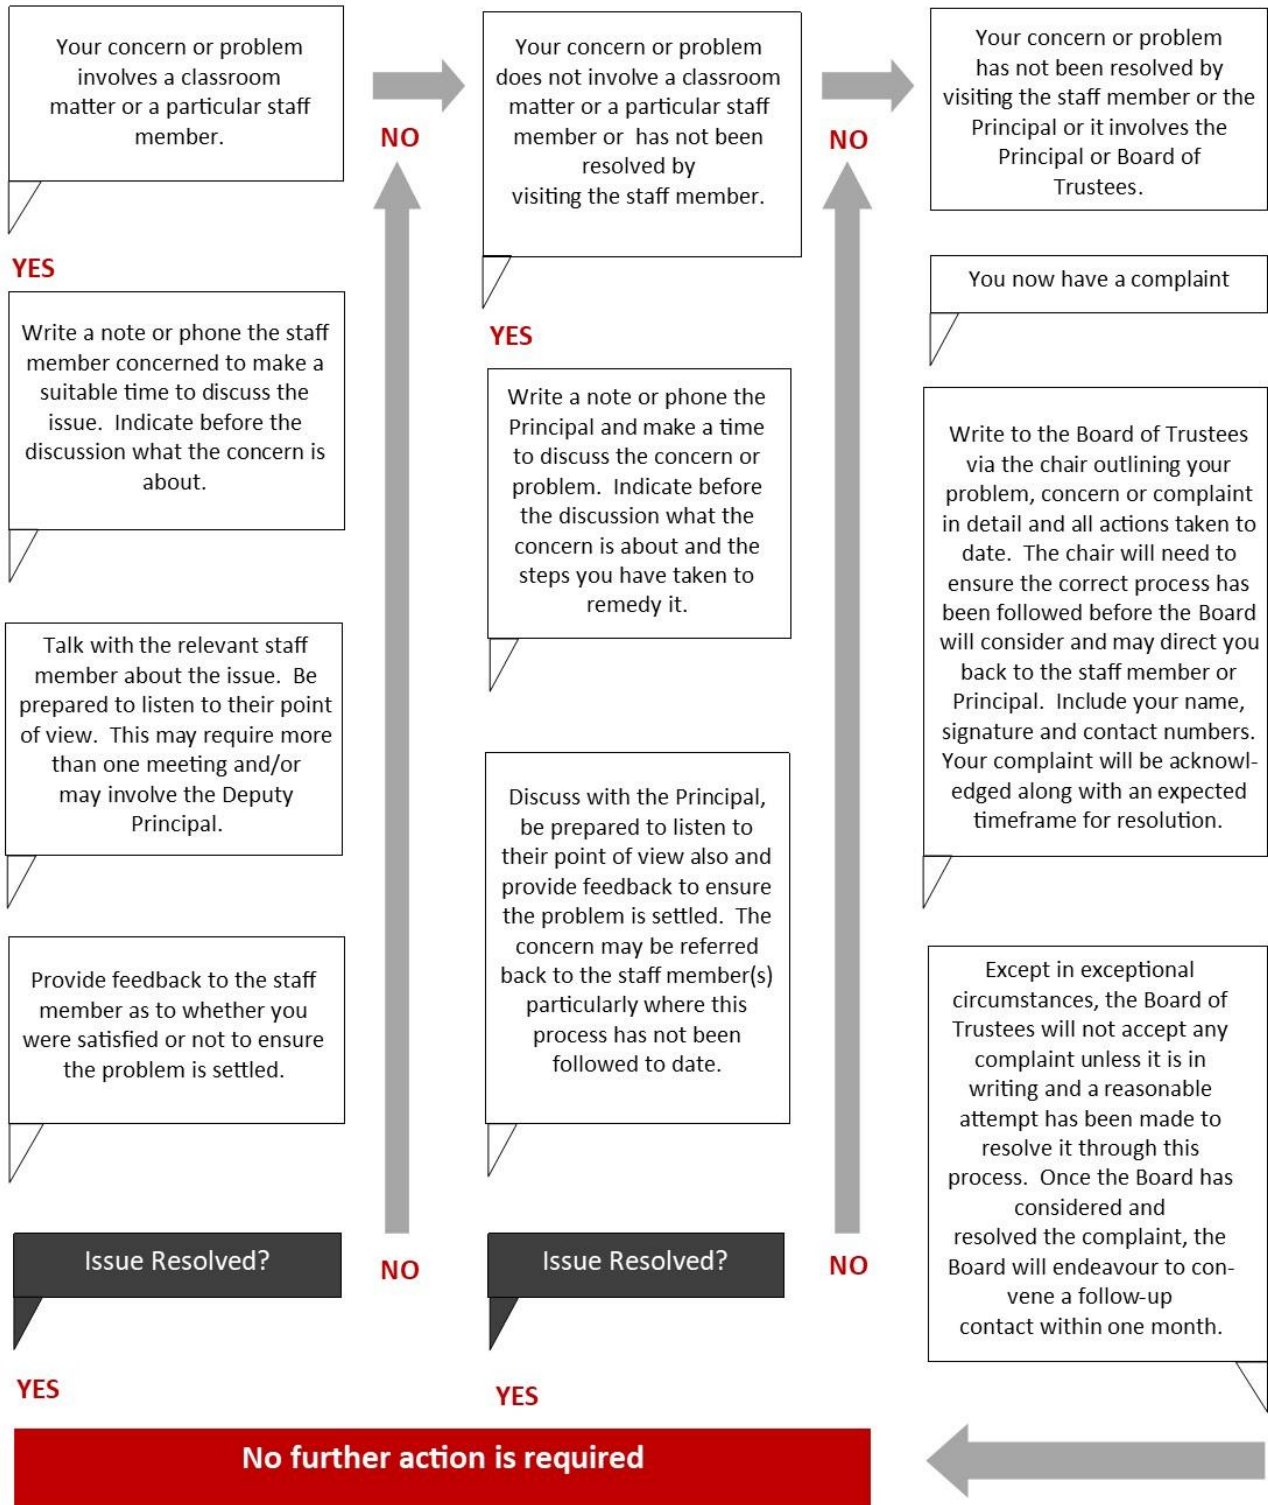 Your concern or problem
involves a classroom
matter or a particular staff
member.
YES
Write a note or phone the staff
member concerned to make a
suitable time to discuss the
issue.  Indicate before the
discussion what the concern is
about.
Talk with the relevant staff
member about the issue.  Be
prepared to listen to their point
of view.  This may require more
than one meeting and/or
may involve the Deputy
Principal.
Provide feedback to the staff
member as to whether you
were satisfied or not to ensure
the problem is settled.
Issue Resolved?
YES
NO
NO
Your concern or problem
does not involve a classroom
matter or a particular staff
member or  has not been
resolved by
visiting the staff member.
YES
Write a note or phone the
Principal and make a time
to discuss the concern or
problem.  Indicate before
the discussion what the
concern is about and the
steps you have taken to
remedy it.
Discuss with the Principal,
be prepared to listen to
their point of view also and
provide feedback to ensure
the problem is settled.  The
concern may be referred
back to the staff member(s)
particularly where this
process has not been
followed to date.
Issue Resolved?
YES
NO
NO
Your concern or problem
has not been resolved by
visiting the staff member or the
Principal or it involves the
Principal or Board of
Trustees.
You now have a complaint
Write to the Board of Trustees
via the chair outlining your
problem, concern or complaint
in detail and all actions taken to
date.  The chair will need to
ensure the correct process has
been followed before the Board
will consider and may direct you
back to the staff member or
Principal.  Include your name,
signature and contact numbers.
Your complaint will be acknowl-
edged along with an expected
timeframe for resolution.
Except in exceptional
circumstances, the Board of
Trustees will not accept any
complaint unless it is in
writing and a reasonable
attempt has been made to
resolve it through this
process.  Once the Board has
considered and
resolved the complaint, the
Board will endeavour to con-
vene a follow-up
contact within one month.
No further action is required